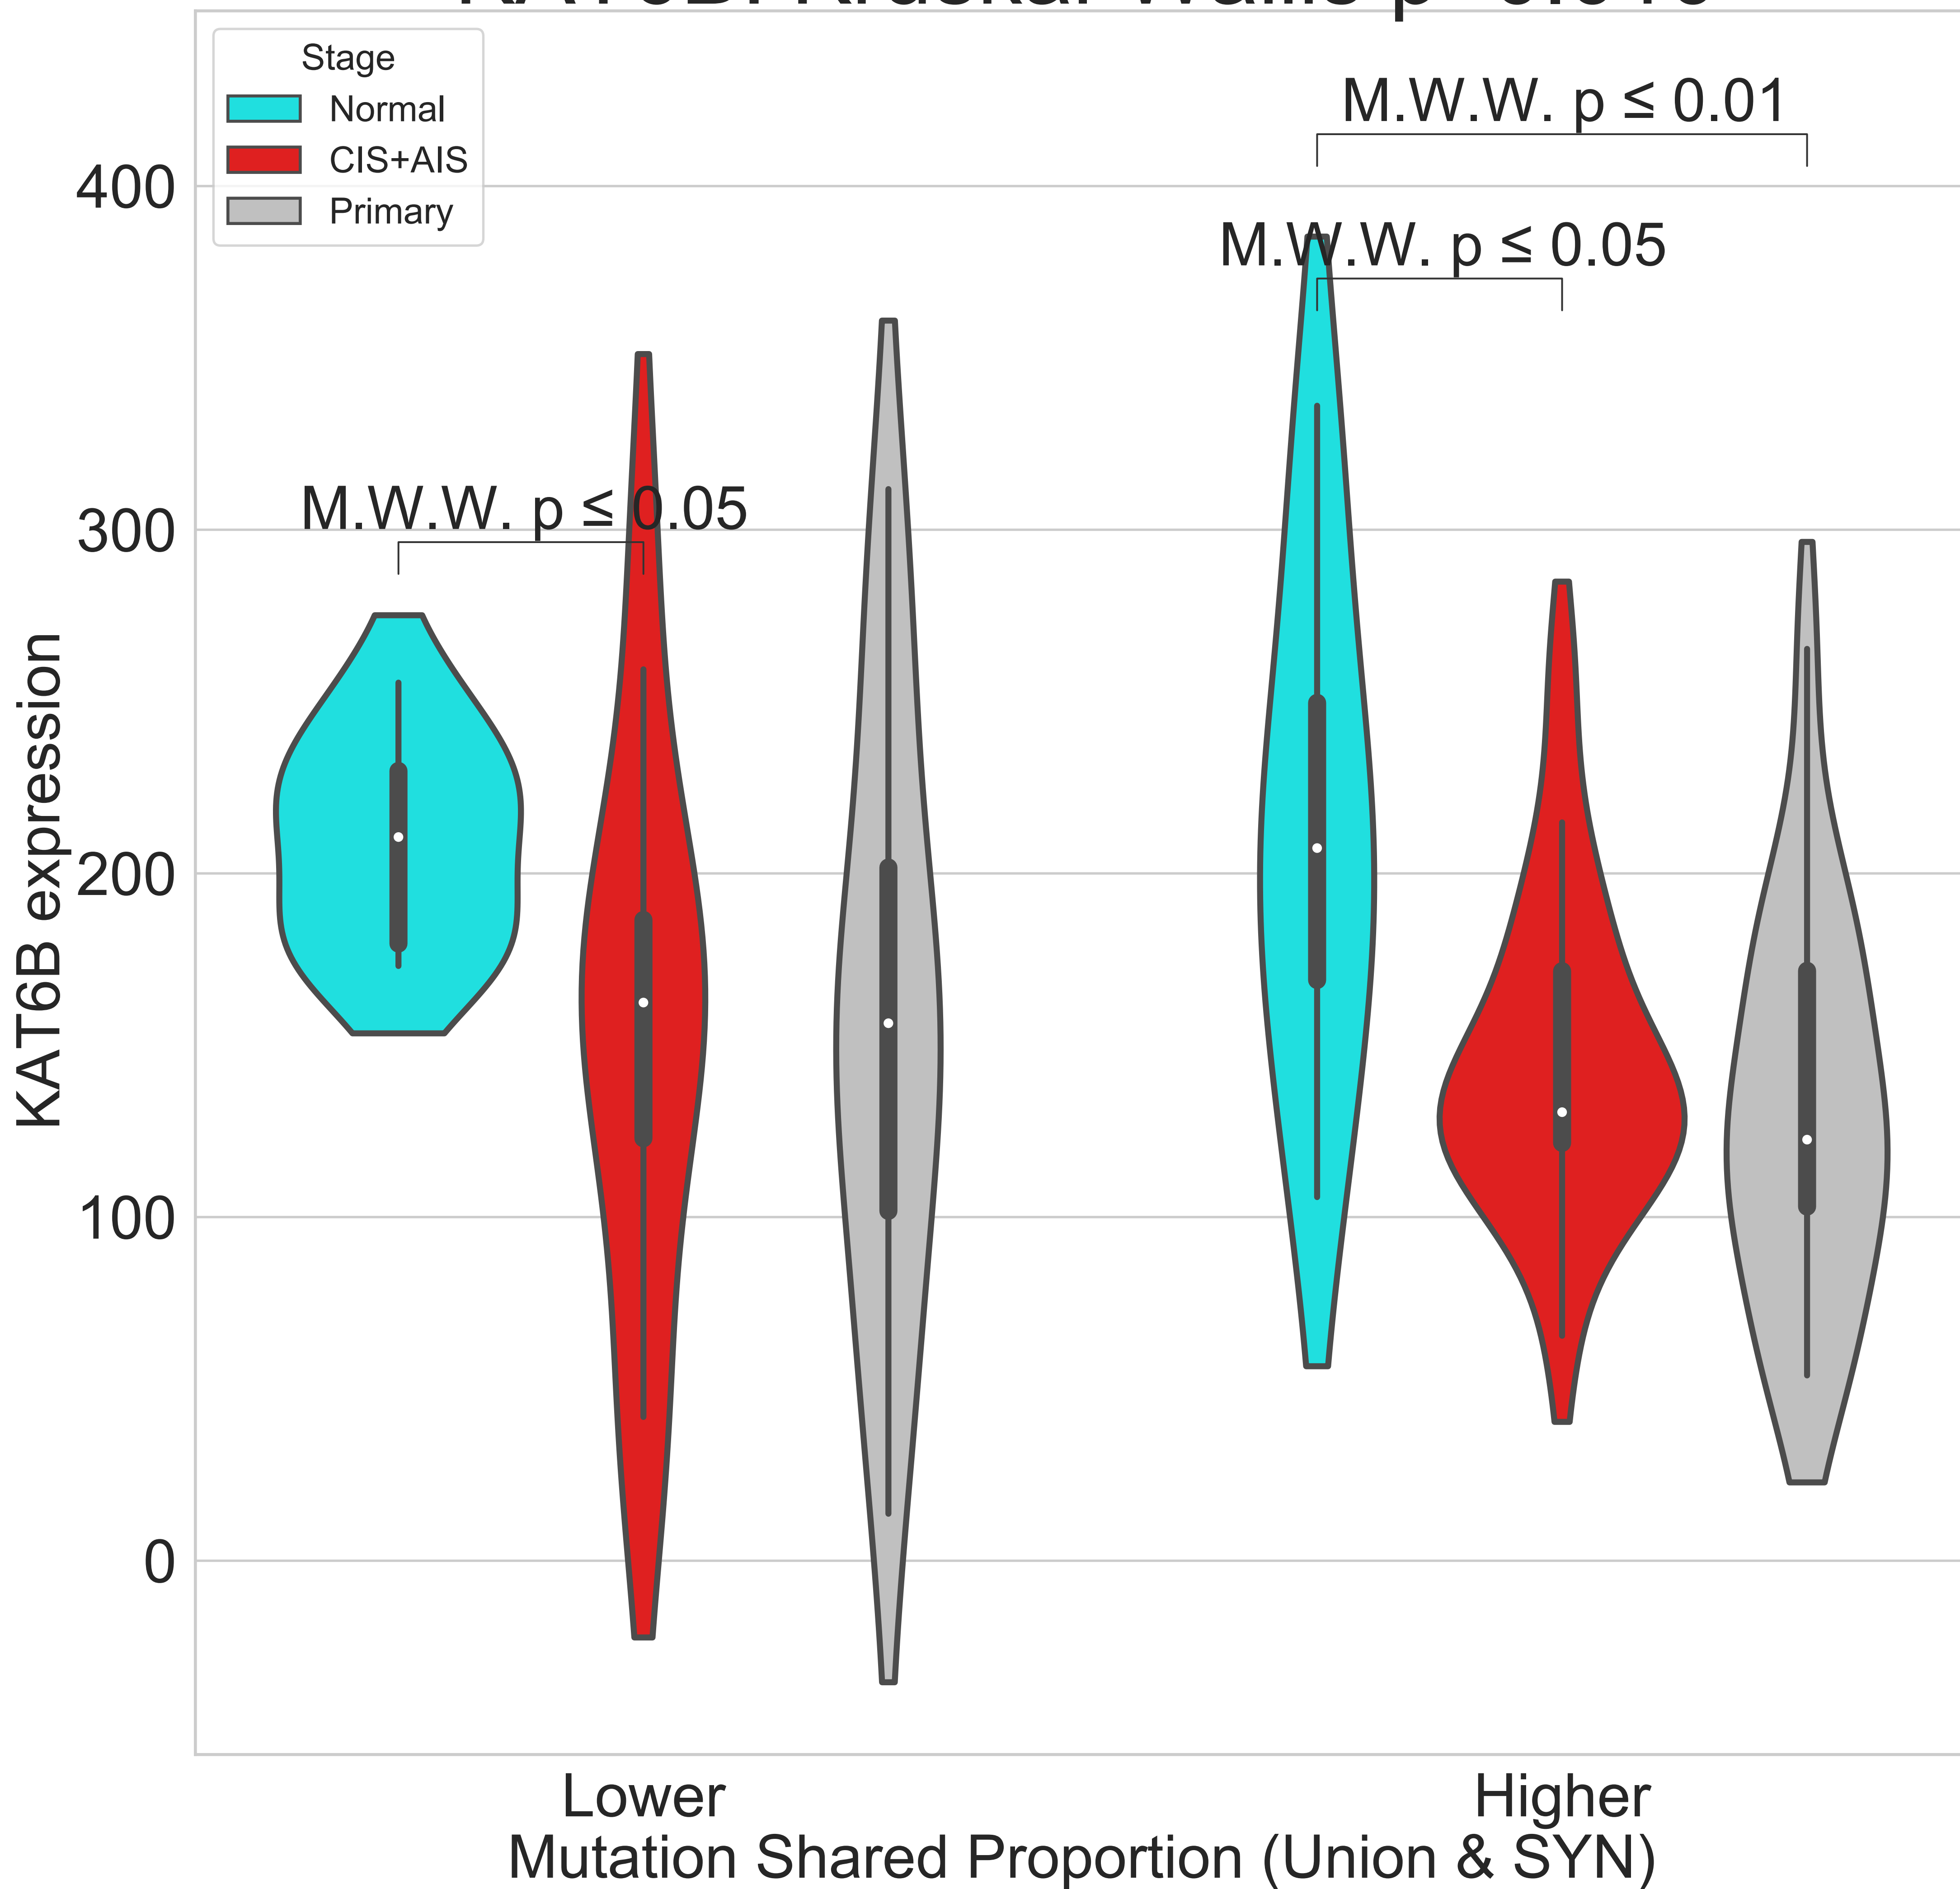 Stage
Normal
CIS+AIS
Primary
M.W.W. p ≤ 0.01
M.W.W. p ≤ 0.05
M.W.W. p ≤ 0.05
400
300
200
100
0
KAT6B expression
Lower
Higher
Mutation Shared Proportion (Union & SYN)